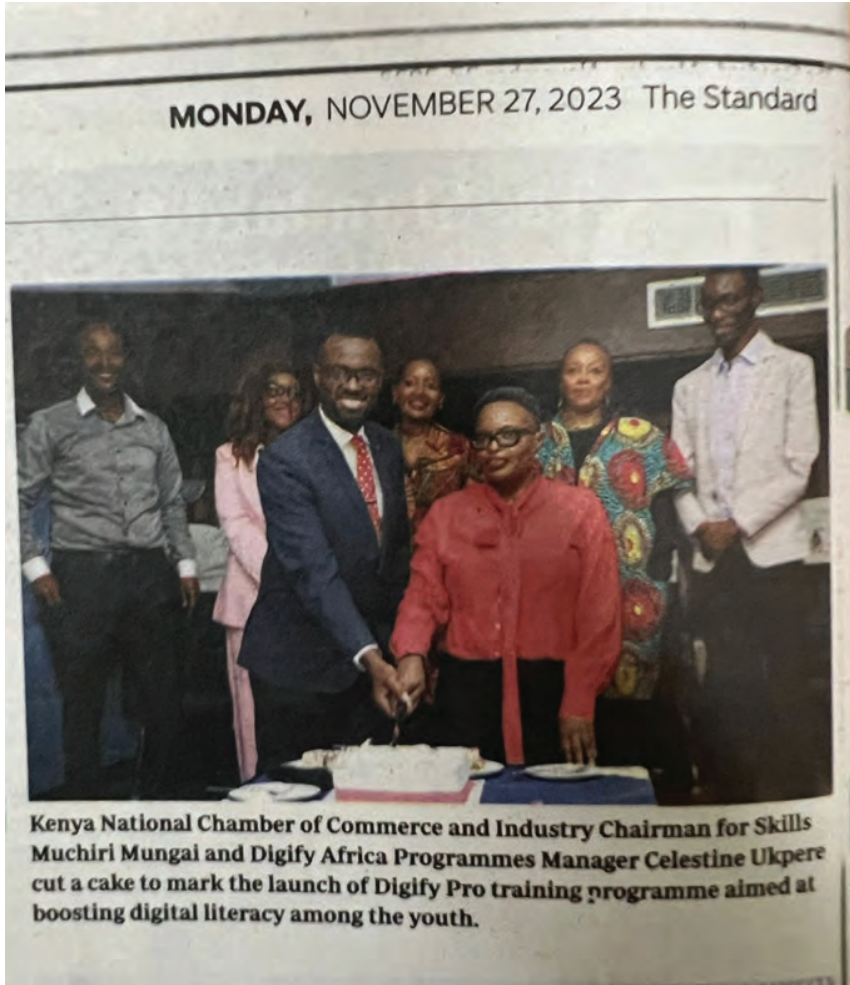 MONDAY, NOVEMBER 27, 2023 The Standard
Kenya National Chamber of Commerce and Industry Chairman for Skills
Muchiri Mungai and Digify Africa Programmes Manager Celestine Ukpere
cut a cake to mark the launch of Digify Pro training programme aimed at
boosting digital literacy among the youth.